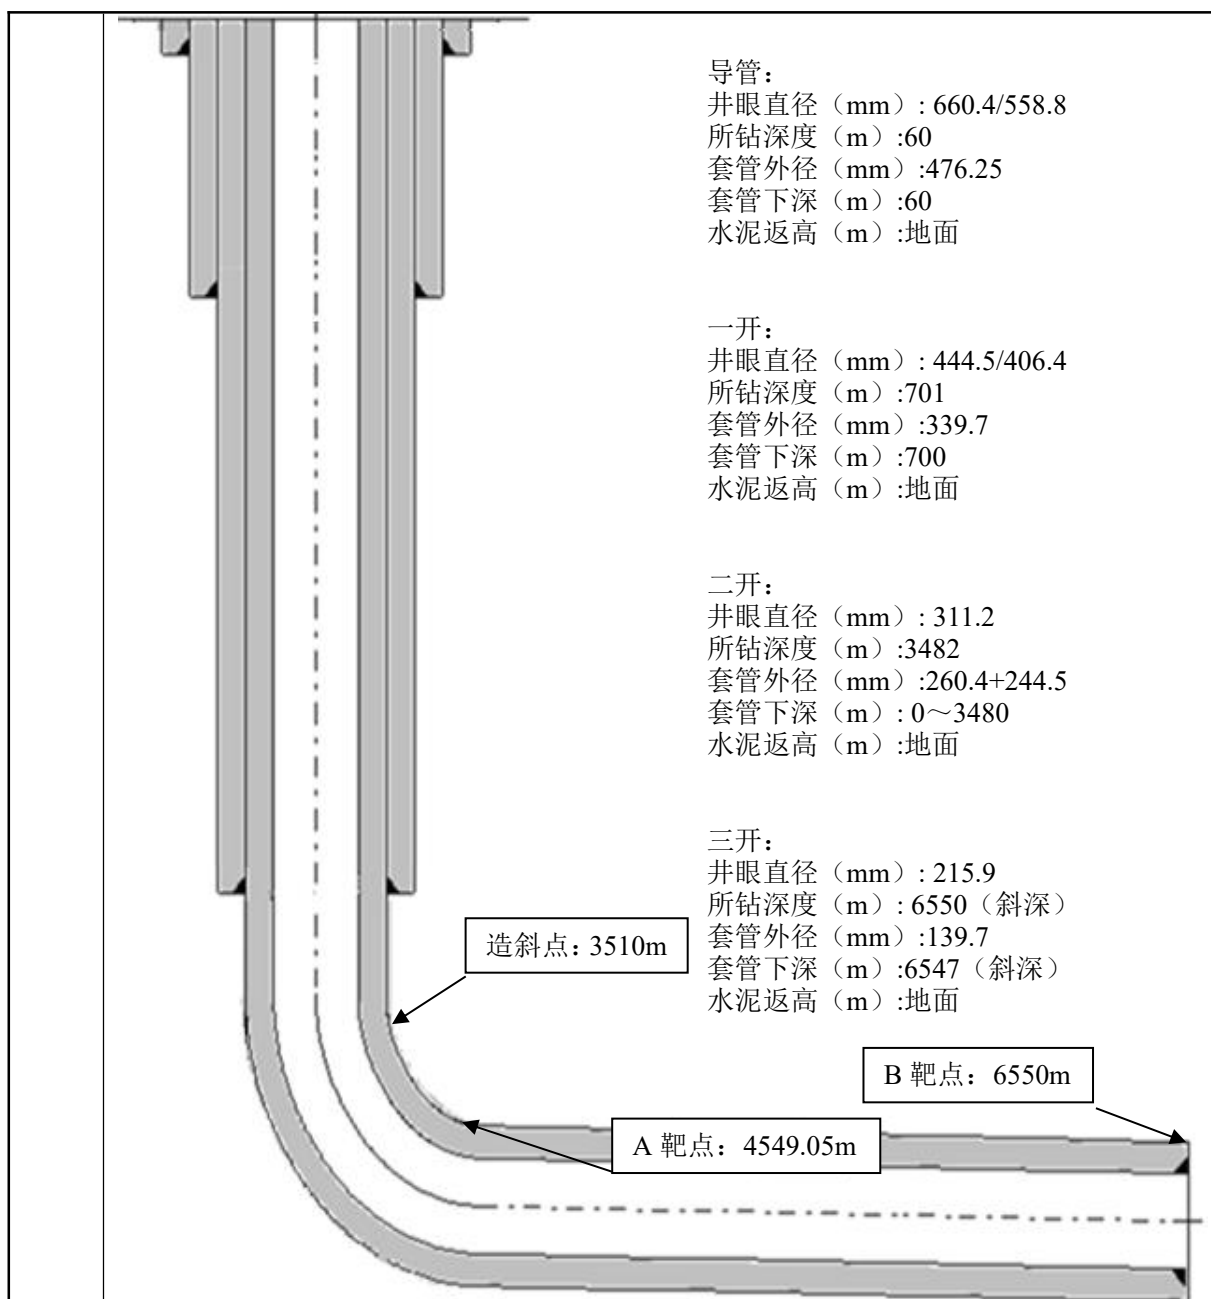 导管：
井眼直径（mm）: 660.4/558.8
所钻深度（m）:60
套管外径（mm）:476.25
套管下深（m）:60
水泥返高（m）:地面
一开：
井眼直径（mm）: 444.5/406.4
所钻深度（m）:701
套管外径（mm）:339.7
套管下深（m）:700
水泥返高（m）:地面
二开：
井眼直径（mm）: 311.2
所钻深度（m）:3482
套管外径（mm）:260.4+244.5
套管下深（m）: 0～3480
水泥返高（m）:地面
三开：
井眼直径（mm）: 215.9
所钻深度（m）: 6550（斜深）
套管外径（mm）:139.7
套管下深（m）:6547（斜深）
水泥返高（m）:地面
造斜点：3510m
B 靶点：6550m
A 靶点：4549.05m